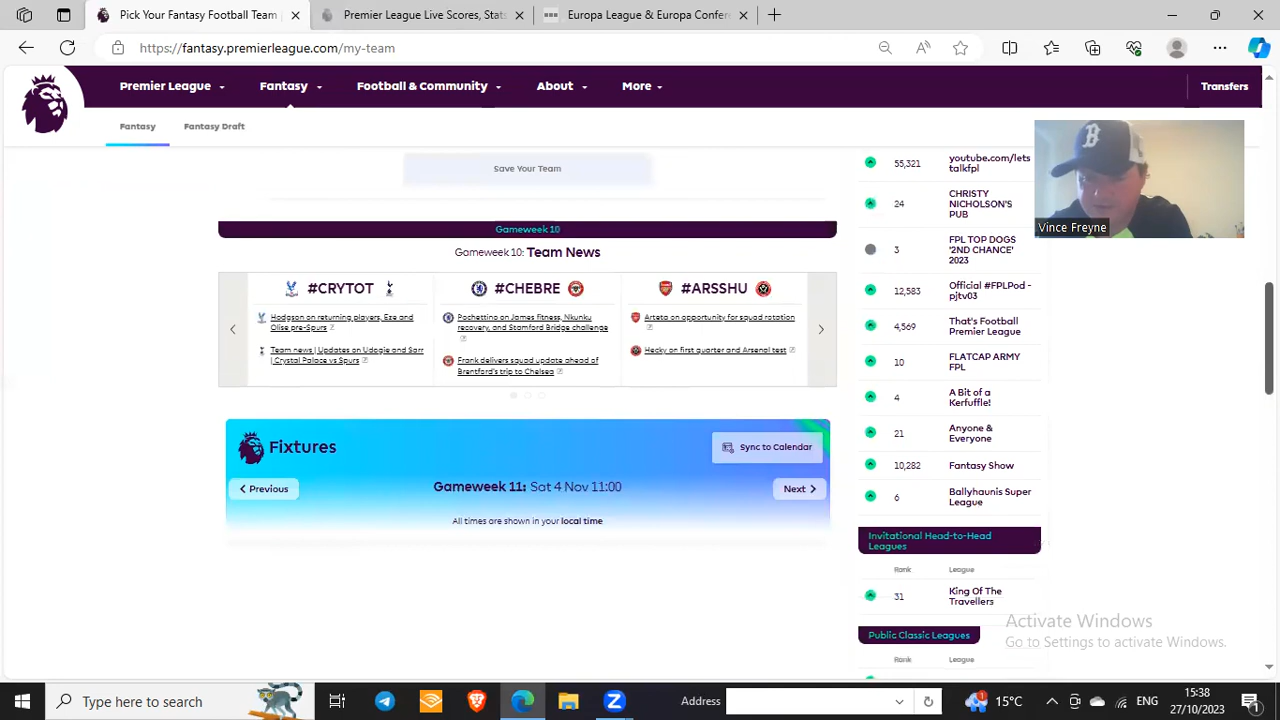 Pick Your Team - Fantasy Prem
Premier League Scores, Stats
Europa League & Europa Confere
https://fantasy.premierleague.com/my-team
Premier League
Fantasy
Football & Community
About
More
Transfers
Fantasy
Fantasy Draft
Vince Freyne
Save Your Team
Gameweek 10
Gameweek 10: Team News
#CRYTOT
Hodgson on returning players, Eze and
Olise pre-Spurs
Team news | Updates on Udogie and Sarr
| Crystal Palace vs Spurs
#CHEBRE
Pochettino on James fitness, Nkunku
recovery, and Stamford Bridge challenge
Frank delivers squad update ahead of
Brentford's trip to Chelsea
#ARSSHU
Arteta on opportunity for squad rotation
Hecky on first quarter and Arsenal test
Fixtures
Sync to Calendar
Previous
Gameweek 11: Sat 4 Nov 11:00
Next
All times are shown in your local time
55,321 youtube.com/lets
talkfpl
24 CHRISTY
NICHOLSON'S
PUB
3 FPL TOP DOGS
'2ND CHANCE'
2023
12,583 Official #FPLPod -
pjtv03
4,569 That's Football
Premier League
10 FLATCAP ARMY
FPL
4 A Bit of a
Kerfuffle!
21 Anyone &
Everyone
10,282 Fantasy Show
6 Ballyhaunis Super
League
Invitational Head-to-Head
Leagues
Rank League
31 King Of The
Travellers
Public Classic Leagues
Rank League
Activate Windows
Go to Settings to activate Windows.
Type here to search
Address
1
15°C
ENG
15:38
27/10/2023
1